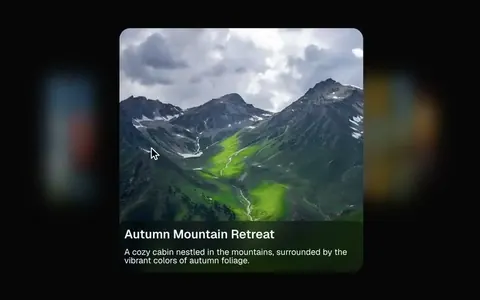 Autumn Mountain Retreat
A cozy cabin nestled in the mountains, surrounded by the
vibrant colors of autumn foliage.